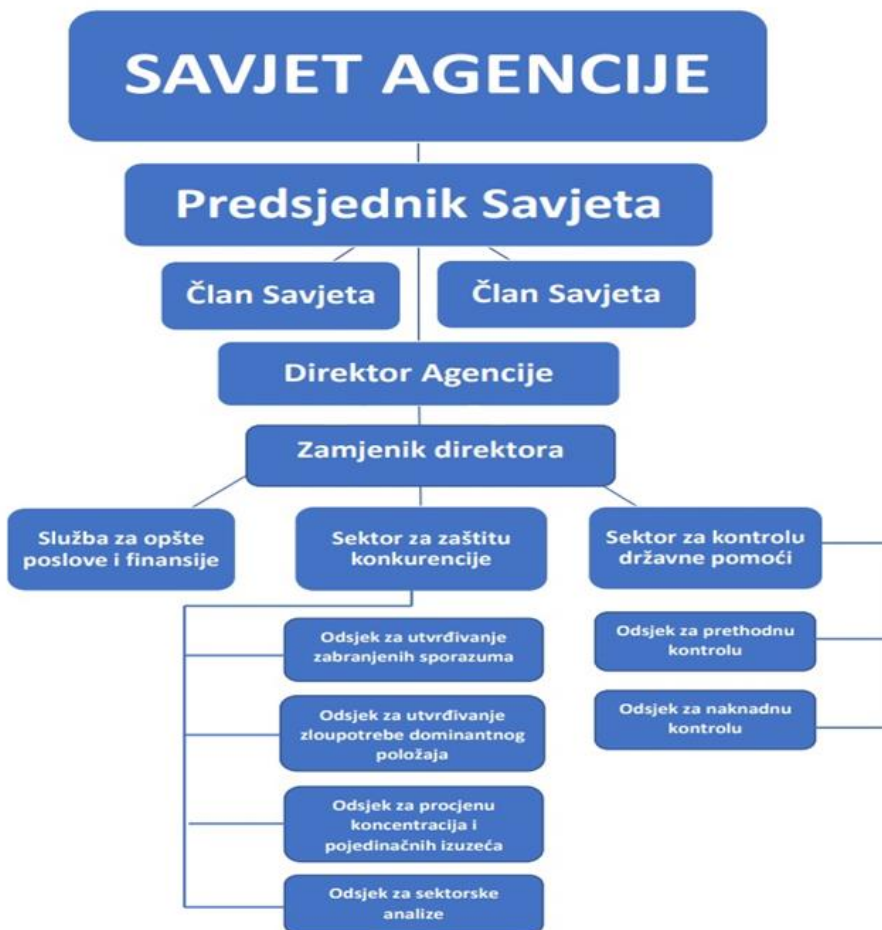 SAVJET AGENCIJE
Predsjednik Savjeta
Član Savjeta
Član Savjeta
Direktor Agencije
Zamjenik direktora
Služba za opšte
poslove i finansije
Sektor za zaštitu
konkurencije
Sektor za kontrolu
državne pomoći
Odsjek za utvrđivanje
zabranjenih sporazuma
Odsjek za utvrđivanje
zloupotrebe dominantnog
položaja
Odsjek za procjenu
koncentracija i
pojedinačnih izuzeća
Odsjek za sektorske
analize
Odsjek za prethodnu
kontrolu
Odsjek za naknadnu
kontrolu